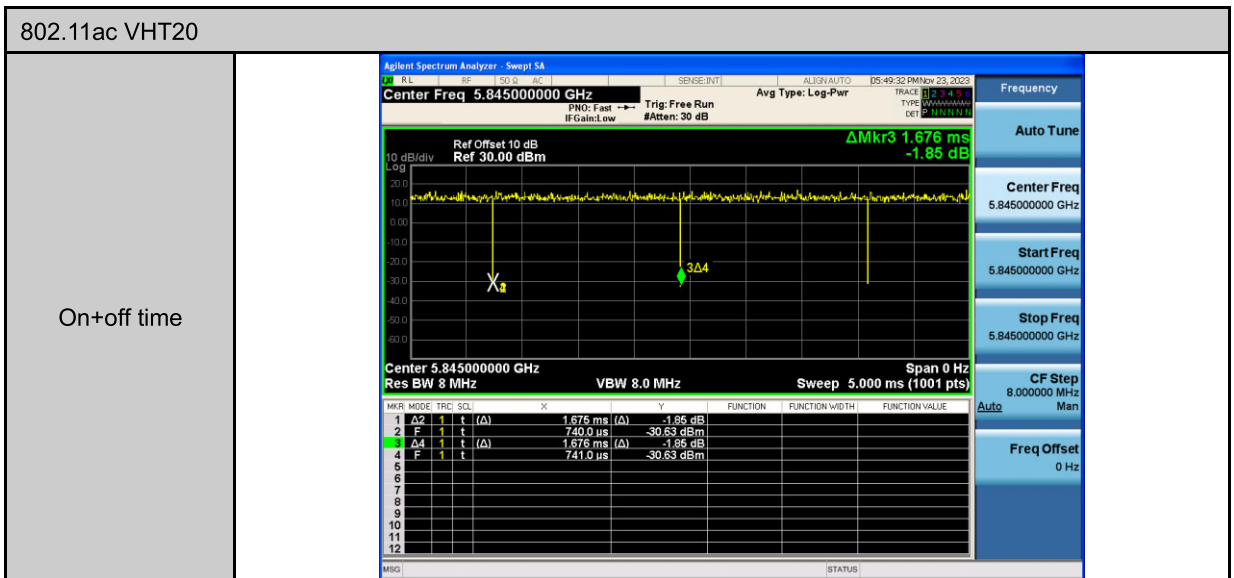 802.11ac VHT20
On+off time
Agilent Spectrum Analyzer - Swept SA
RL RF 50 Ω AC SENSE:INT ALIGN AUTO 05:49:32 PM Nov 23, 2023
Center Freq 5.845000000 GHz
PNO: Fast
IFGain:Low
Trig: Free Run
#Atten: 30 dB
Avg Type: Log-Pwr
TRACE 1 2 3 4 5 6
TYPE
DET P N N N N N
ΔMkr3 1.676 ms
-1.85 dB
Ref Offset 10 dB
Ref 30.00 dBm
10 dB/div
Log
20.0
10.0
0.00
-10.0
-20.0
-30.0
-40.0
-50.0
-60.0
3Δ4
Center 5.845000000 GHz Span 0 Hz
Res BW 8 MHz VBW 8.0 MHz Sweep 5.000 ms (1001 pts)
MKR MODE TRC SCL X Y FUNCTION FUNCTION WIDTH FUNCTION VALUE
1 Δ2 1 t (Δ) 1.675 ms (Δ) -1.85 dB
2 F 1 t 740.0 µs -30.63 dBm
3 Δ4 1 t (Δ) 1.676 ms (Δ) -1.85 dB
4 F 1 t 741.0 µs -30.63 dBm
5
6
7
8
9
10
11
12
MSG STATUS
Frequency
Auto Tune
Center Freq
5.845000000 GHz
Start Freq
5.845000000 GHz
Stop Freq
5.845000000 GHz
CF Step
8.000000 MHz
Auto Man
Freq Offset
0 Hz